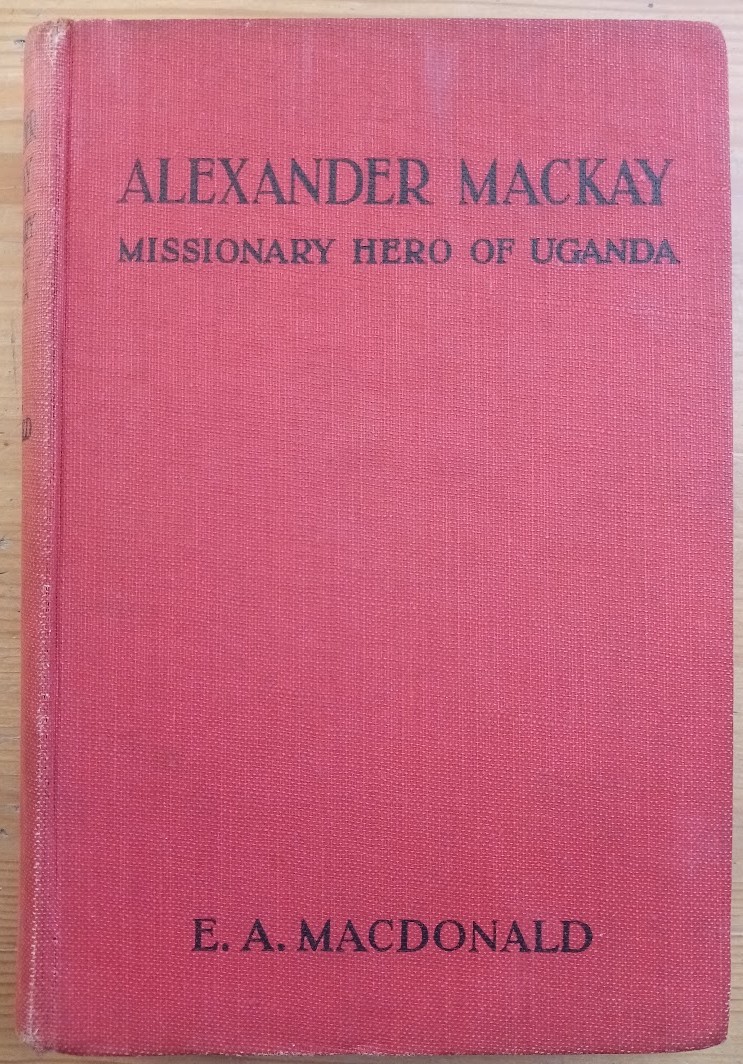 ALEXANDER MACKAY
MISSIONARY HERO OF UGANDA
E. A. MACDONALD